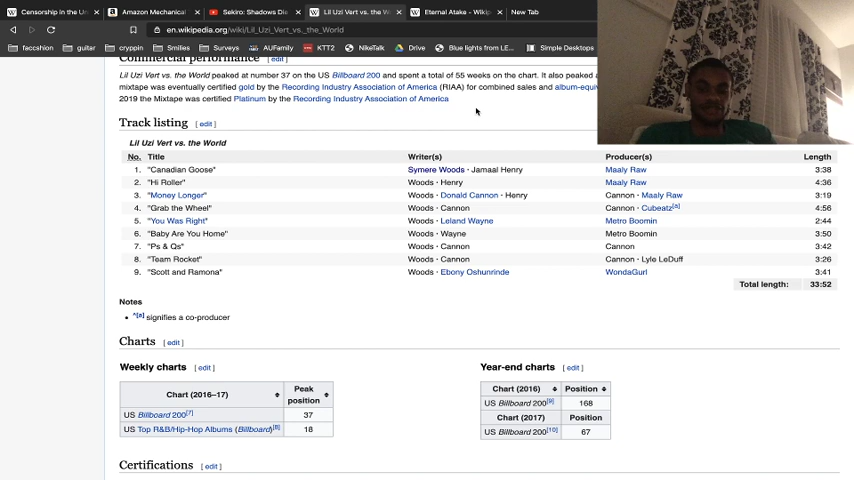 Censorship in the U
Amazon Mechanical
Sekiro: Shadows Die
Lil Uzi Vert vs. the W
Eternal Atake - Wikip
New Tab
en.wikipedia.org/wiki/Lil_Uzi_Vert_vs._the_World
faccshion guitar cryppin Smilies Surveys AUFamily KTT2 NikeTalk Drive Blue lights from LE... Simple Desktops
Commercial performance [edit]
Lil Uzi Vert vs. the World peaked at number 37 on the US Billboard 200 and spent a total of 55 weeks on the chart. It also peaked a
mixtape was eventually certified gold by the Recording Industry Association of America (RIAA) for combined sales and album-equiv
2019 the Mixtape was certified Platinum by the Recording Industry Association of America
Track listing [edit]
Lil Uzi Vert vs. the World
No. Title Writer(s) Producer(s) Length
1. "Canadian Goose" Symere Woods · Jamaal Henry Maaly Raw 3:38
2. "Hi Roller" Woods · Henry Maaly Raw 4:36
3. "Money Longer" Woods · Donald Cannon · Henry Cannon · Maaly Raw 3:19
4. "Grab the Wheel" Woods · Cannon Cannon · Cubeatz[a] 4:56
5. "You Was Right" Woods · Leland Wayne Metro Boomin 2:44
6. "Baby Are You Home" Woods · Wayne Metro Boomin 3:50
7. "Ps & Qs" Woods · Cannon Cannon 3:42
8. "Team Rocket" Woods · Cannon Cannon · Lyle LeDuff 3:26
9. "Scott and Ramona" Woods · Ebony Oshunrinde WondaGurl 3:41
Total length: 33:52
Notes
• ^[a] signifies a co-producer
Charts [edit]
Weekly charts [edit]
Chart (2016–17) Peak position
US Billboard 200[7] 37
US Top R&B/Hip-Hop Albums (Billboard)[8] 18
Year-end charts [edit]
Chart (2016) Position
US Billboard 200[9] 168
Chart (2017) Position
US Billboard 200[10] 67
Certifications [edit]